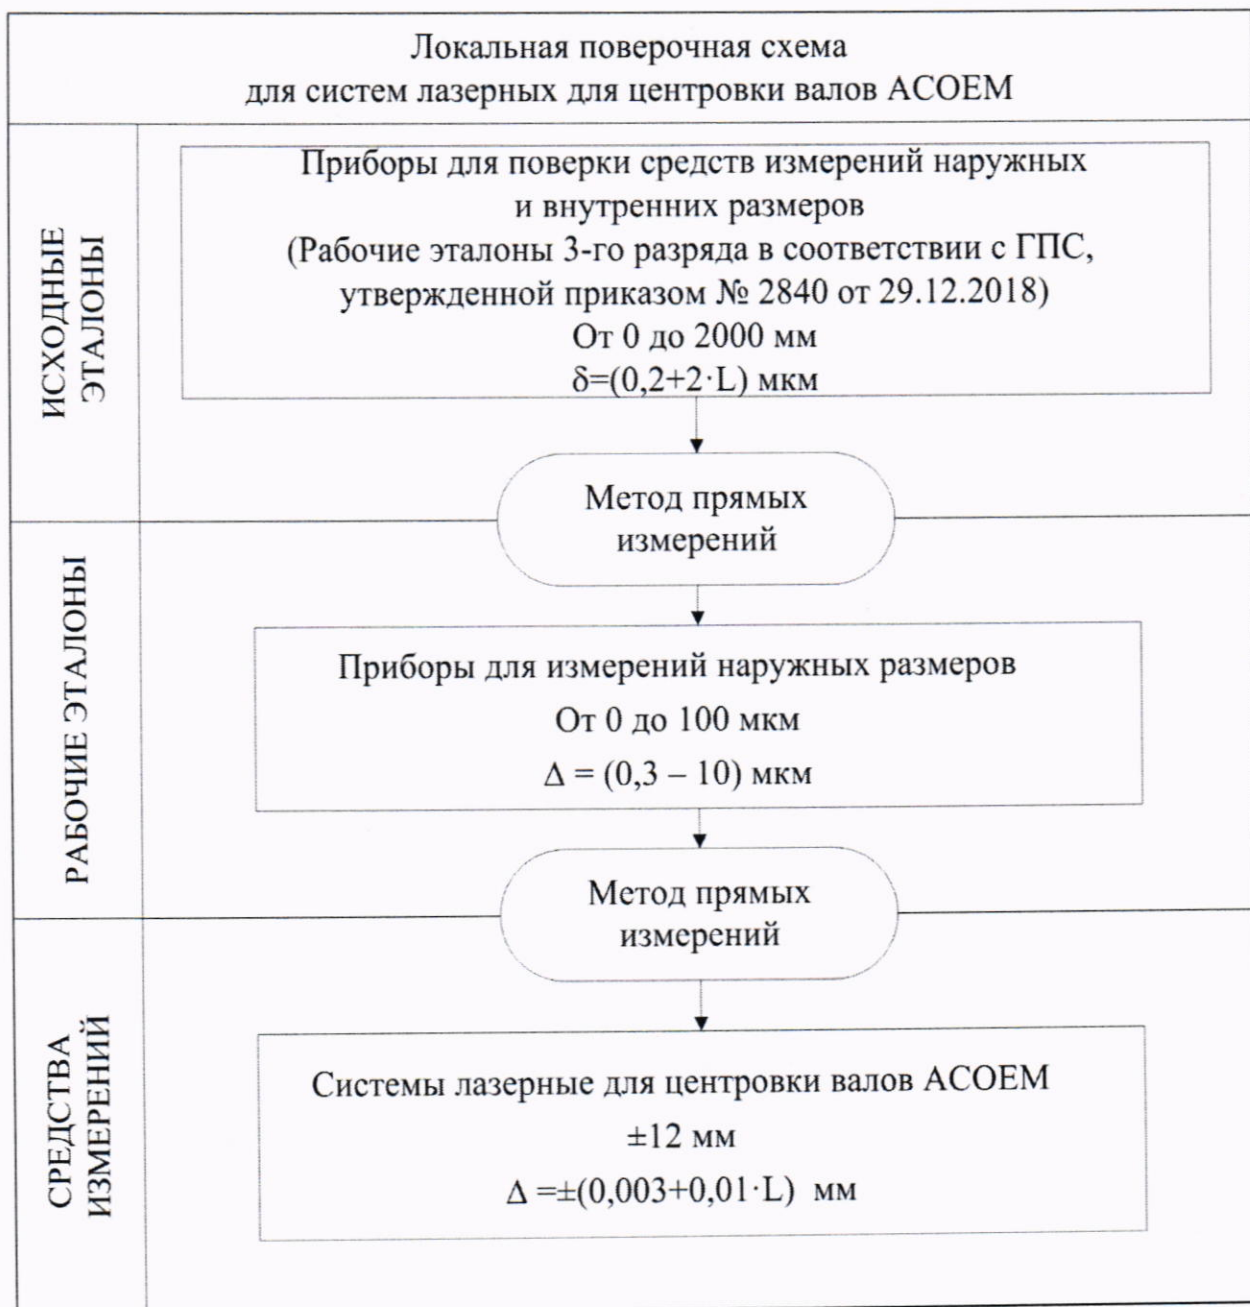 Локальная поверочная схема
для систем лазерных для центровки валов ACOEM
ИСХОДНЫЕ
ЭТАЛОНЫ
Приборы для поверки средств измерений наружных
и внутренних размеров
(Рабочие эталоны 3-го разряда в соответствии с ГПС,
утвержденной приказом № 2840 от 29.12.2018)
От 0 до 2000 мм
δ=(0,2+2·L) мкм
Метод прямых
измерений
РАБОЧИЕ ЭТАЛОНЫ
Приборы для измерений наружных размеров
От 0 до 100 мкм
Δ = (0,3 – 10) мкм
Метод прямых
измерений
СРЕДСТВА
ИЗМЕРЕНИЙ
Системы лазерные для центровки валов ACOEM
±12 мм
Δ =±(0,003+0,01·L) мм